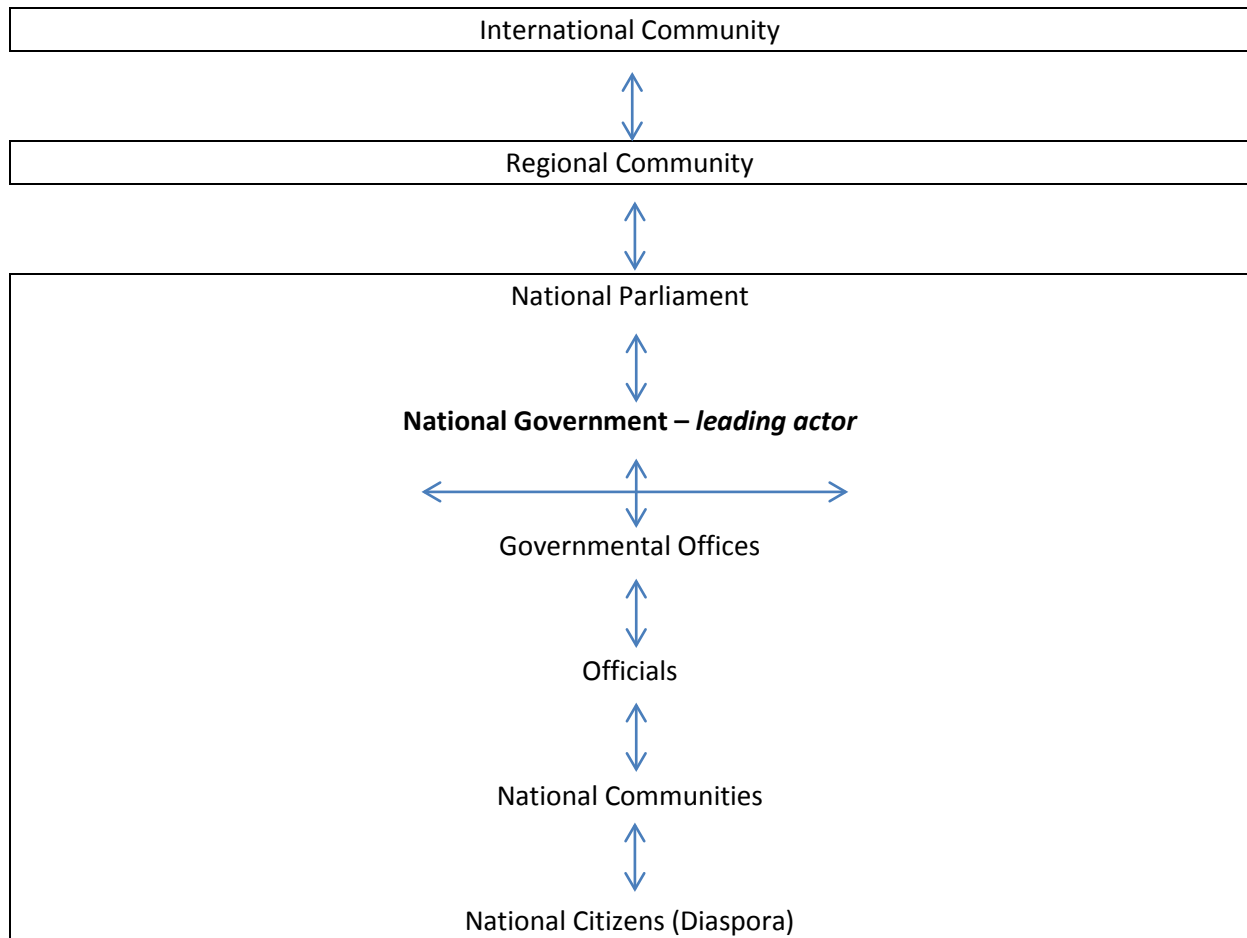 International Community
Regional Community
National Parliament
National Government – leading actor
Governmental Offices
Officials
National Communities
National Citizens (Diaspora)